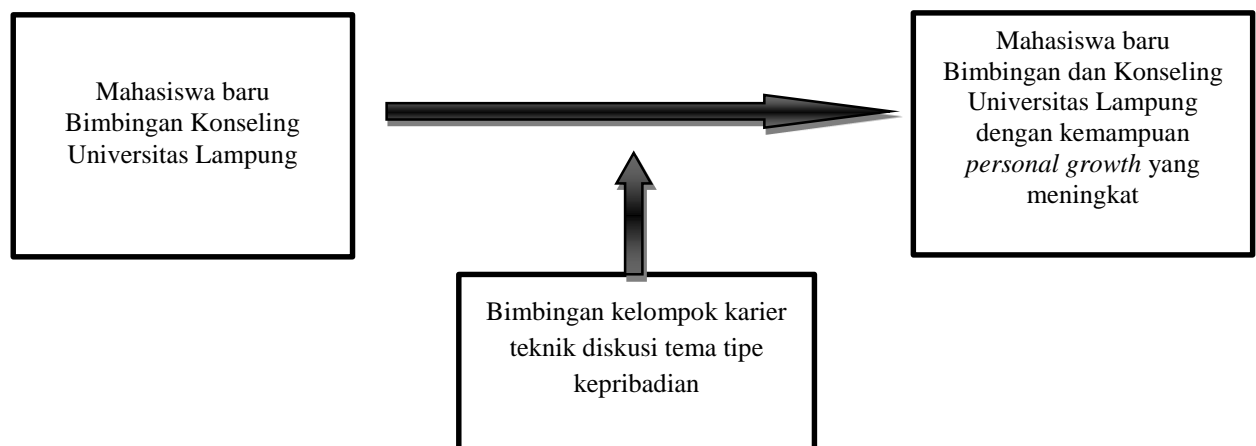 Mahasiswa baru
Bimbingan Konseling
Universitas Lampung
Mahasiswa baru
Bimbingan dan Konseling
Universitas Lampung
dengan kemampuan
personal growth yang
meningkat
Bimbingan kelompok karier
teknik diskusi tema tipe
kepribadian